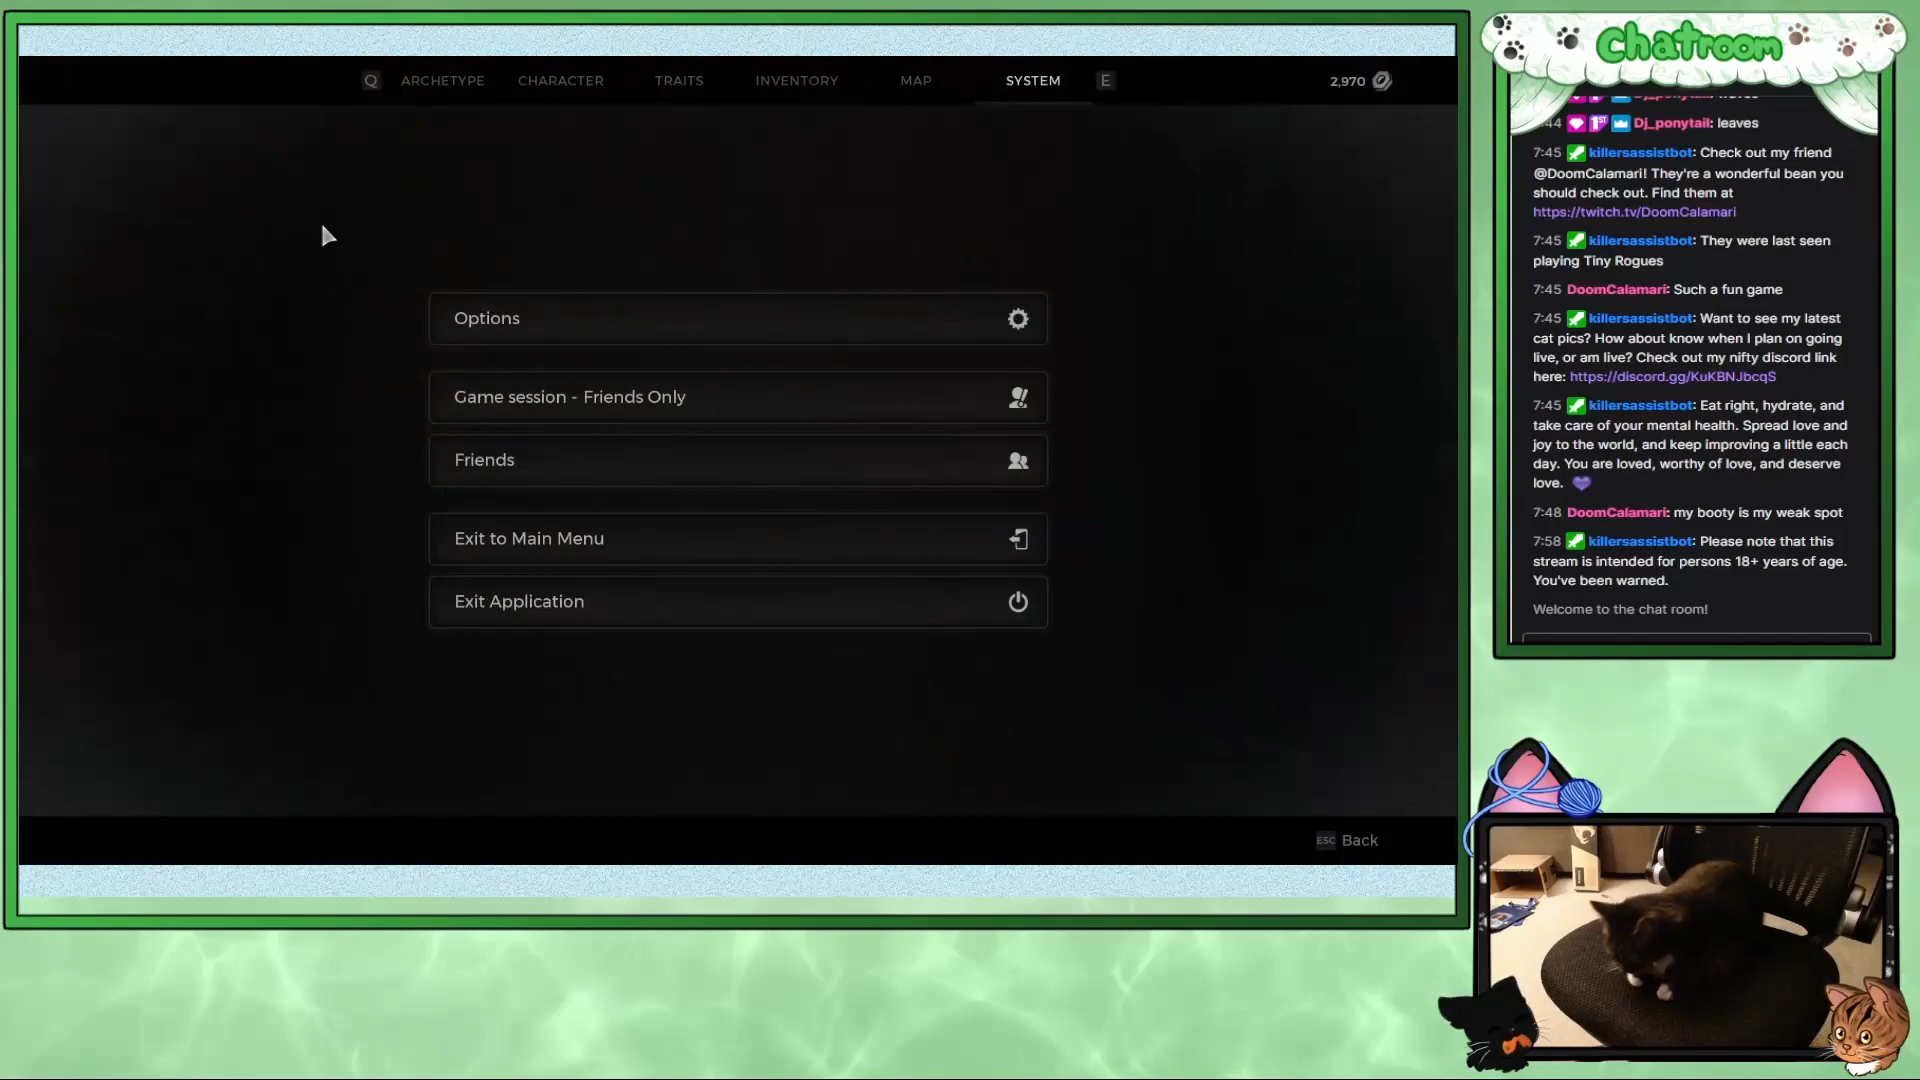 Q ARCHETYPE CHARACTER TRAITS INVENTORY MAP SYSTEM E 2,970
Options
Game session - Friends Only
Friends
Exit to Main Menu
Exit Application
ESC Back
Chatroom
:44 Dj_ponytail: leaves
7:45 killersassistbot: Check out my friend
@DoomCalamari! They're a wonderful bean you
should check out. Find them at
https://twitch.tv/DoomCalamari
7:45 killersassistbot: They were last seen
playing Tiny Rogues
7:45 DoomCalamari: Such a fun game
7:45 killersassistbot: Want to see my latest
cat pics? How about know when I plan on going
live, or am live? Check out my nifty discord link
here: https://discord.gg/KuKBNJbcqS
7:45 killersassistbot: Eat right, hydrate, and
take care of your mental health. Spread love and
joy to the world, and keep improving a little each
day. You are loved, worthy of love, and deserve
love.
7:48 DoomCalamari: my booty is my weak spot
7:58 killersassistbot: Please note that this
stream is intended for persons 18+ years of age.
You've been warned.
Welcome to the chat room!